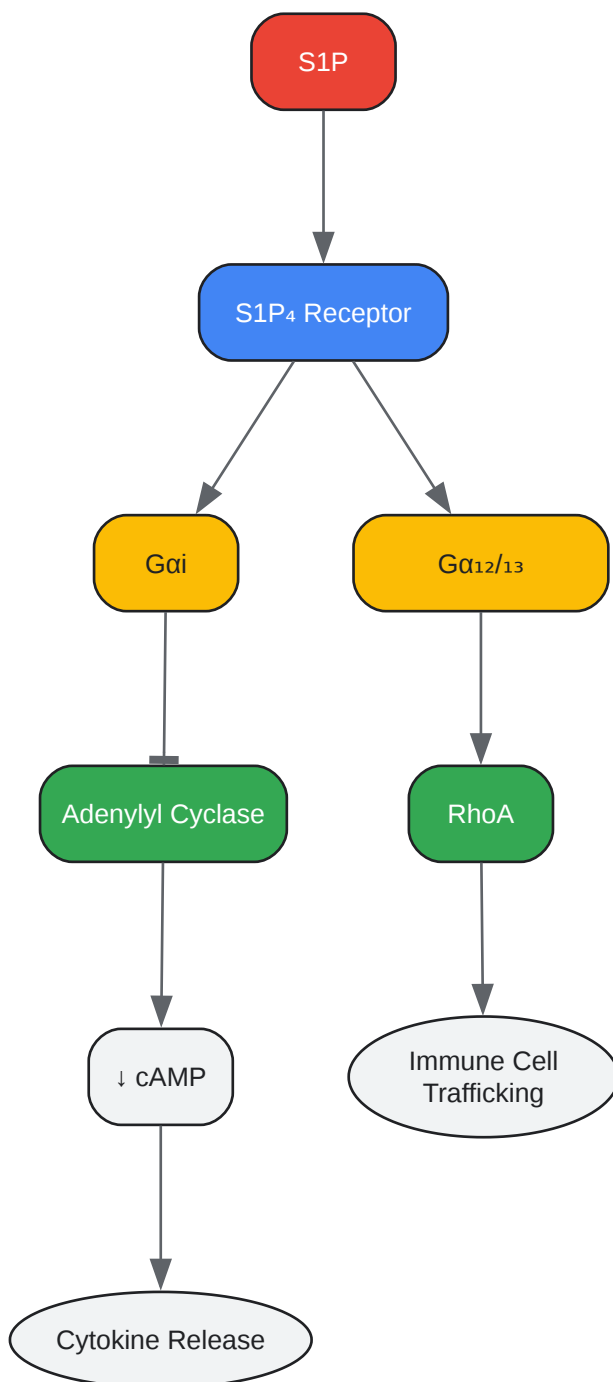 S1P
S1P₄ Receptor
Gαi
Gα₁₂/₁₃
Adenylyl Cyclase
RhoA
↓ cAMP
Immune Cell
Trafficking
Cytokine Release